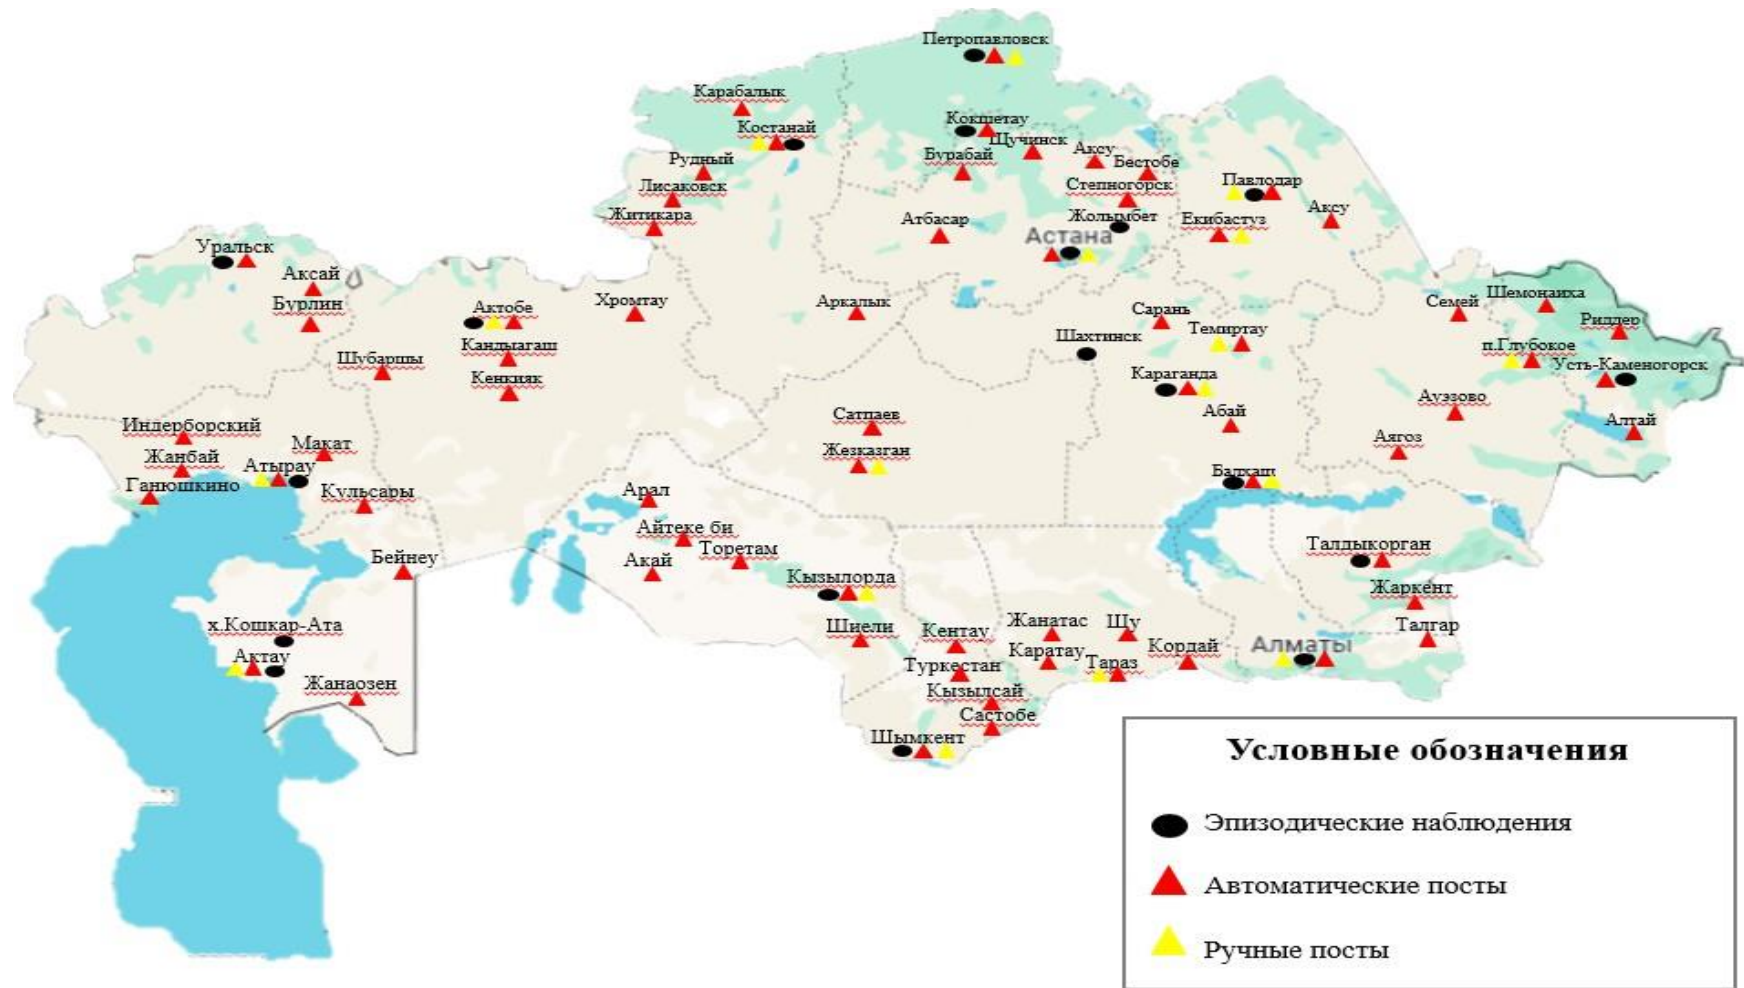 Петропавловск
Карабалык
Костанай
Кокшетау
Щучинск
Аксу
Бестобе
Бурабай
Рудный
Лисаковск
Степногорск
Павлодар
Житикара
Атбасар
Жолымбет
Екибастуз
Аксу
Астана
Уральск
Аксай
Бурлин
Актобе
Хромтау
Аркалык
Сарань
Семей
Шемонаиха
Риддер
Шахтинск
Темиртау
п.Глубокое
Усть-Каменогорск
Шубаршы
Кандыагаш
Кенкияк
Караганда
Абай
Ауэзово
Алтай
Сатпаев
Индерборский
Макат
Аягоз
Жанбай
Атырау
Жезказган
Балхаш
Ганюшкино
Кульсары
Арал
Айтеке би
Торетам
Акай
Талдыкорган
Бейнеу
Кызылорда
Жаркент
х.Кошкар-Ата
Шиели
Кентау
Жанатас
Щу
Талгар
Актау
Каратау
Тараз
Кордай
Алматы
Туркестан
Жанаозен
Кызылсай
Састобе
Шымкент
Условные обозначения
Эпизодические наблюдения
Автоматические посты
Ручные посты